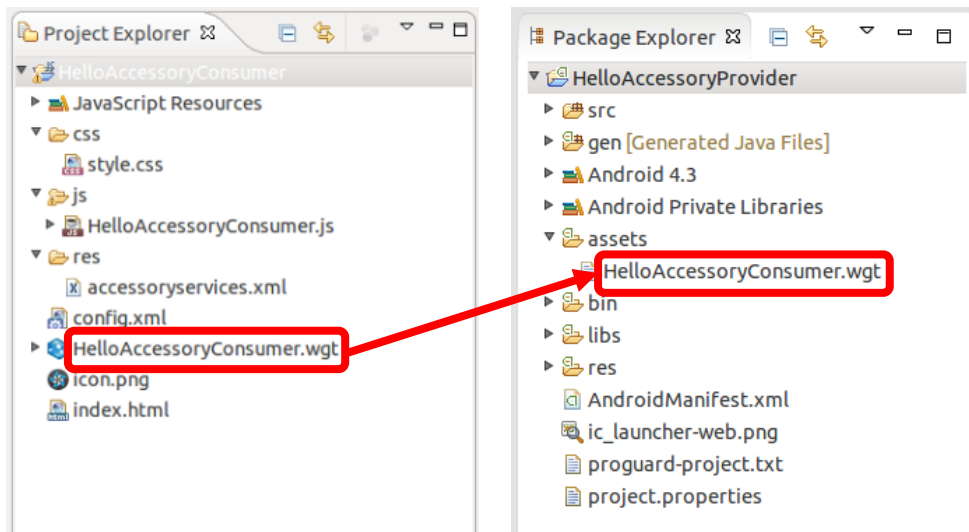 Project Explorer
HelloAccessoryConsumer
JavaScript Resources
css
style.css
js
HelloAccessoryConsumer.js
res
accessoryservices.xml
config.xml
HelloAccessoryConsumer.wgt
icon.png
index.html
Package Explorer
HelloAccessoryProvider
src
gen [Generated Java Files]
Android 4.3
Android Private Libraries
assets
HelloAccessoryConsumer.wgt
bin
libs
res
AndroidManifest.xml
ic_launcher-web.png
proguard-project.txt
project.properties